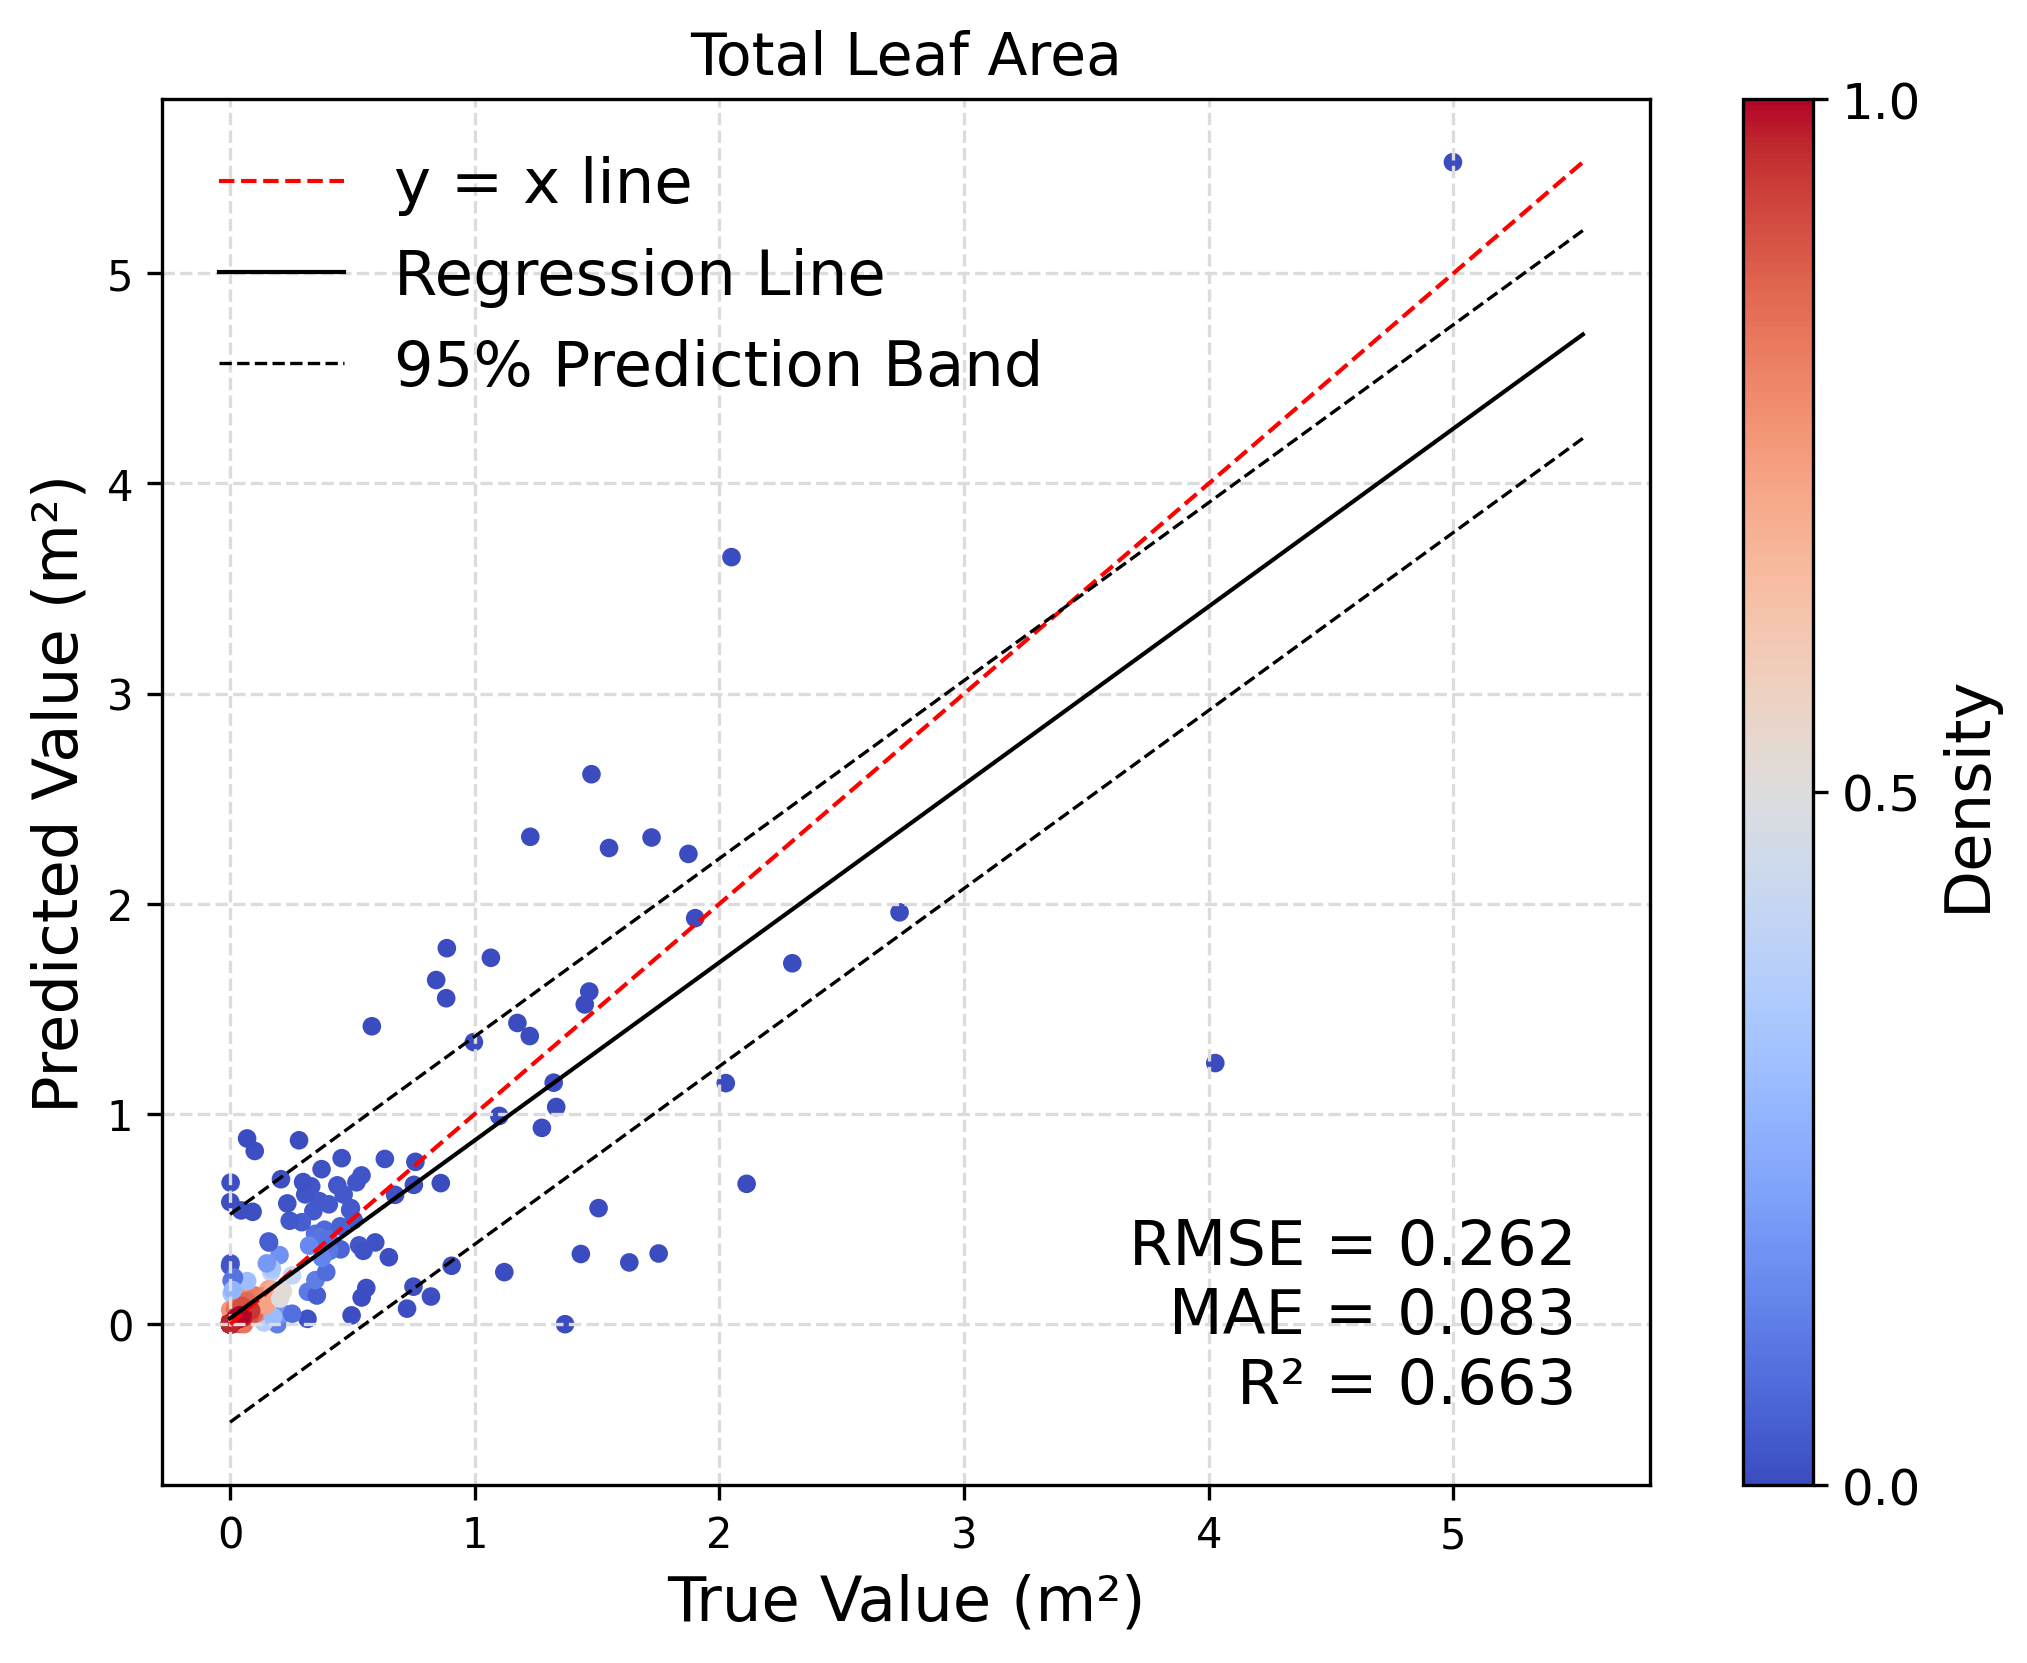 Total Leaf Area
y = x line
Regression Line
95% Prediction Band
Predicted Value (m²)
5
4
3
2
1
0
0
1
2
3
4
5
True Value (m²)
RMSE = 0.262
MAE = 0.083
R² = 0.663
1.0
0.5
0.0
Density